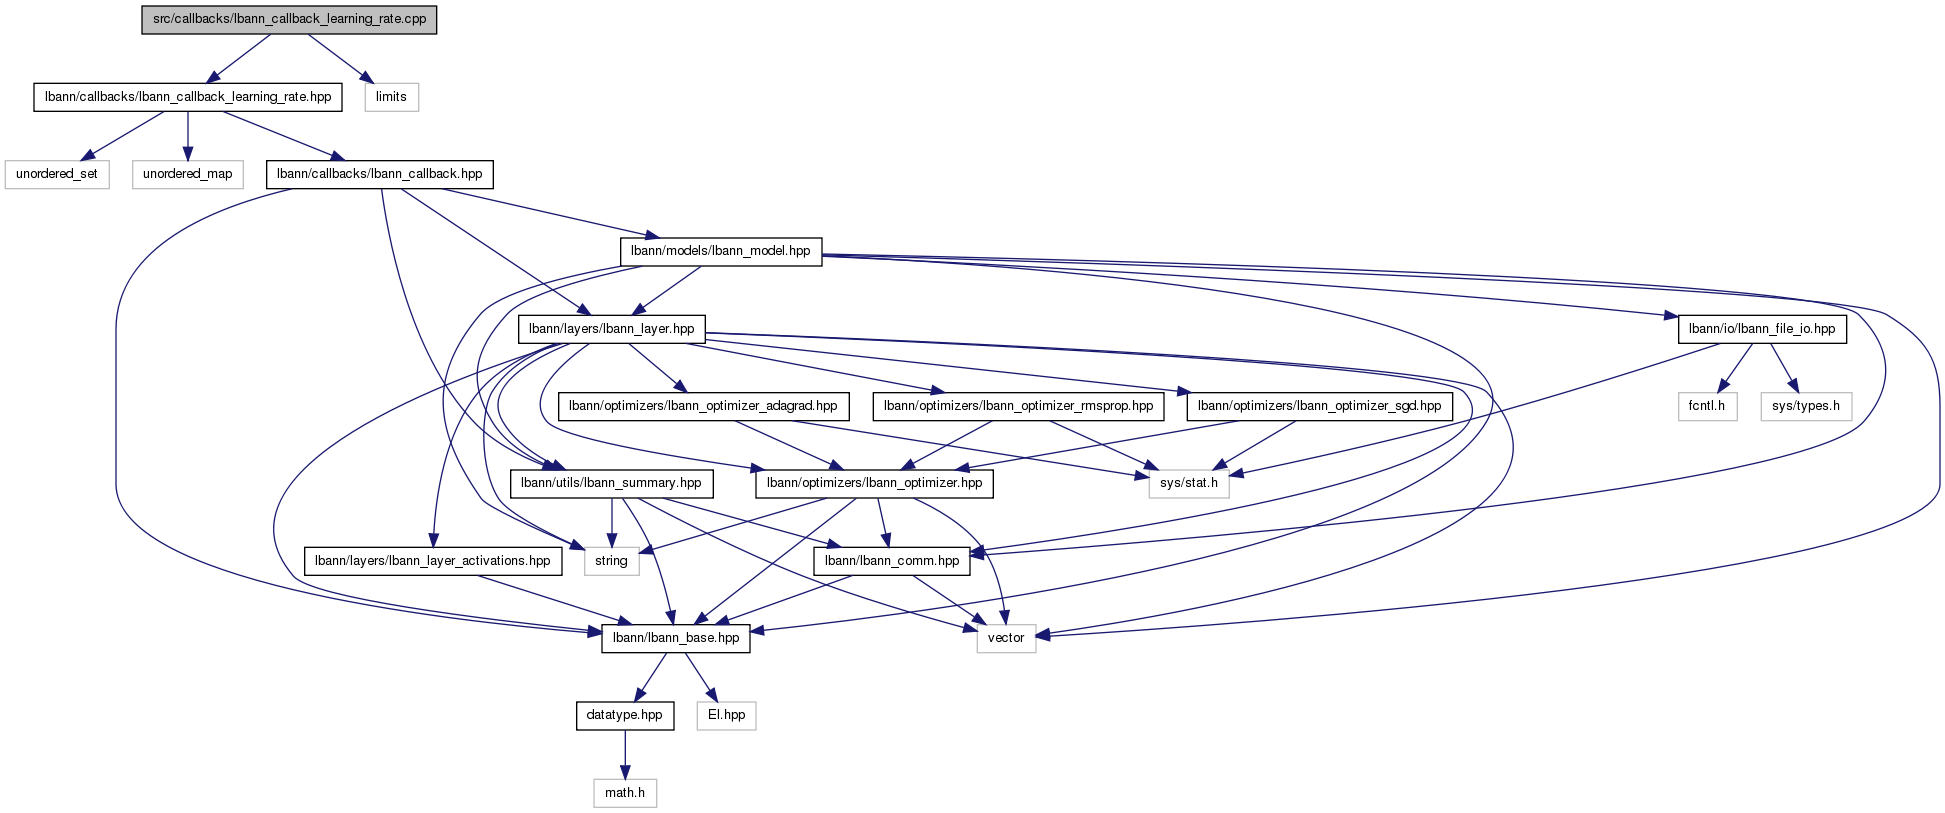 src/callbacks/lbann_callback_learning_rate.cpp
lbann/callbacks/lbann_callback_learning_rate.hpp
limits
unordered_set
unordered_map
lbann/callbacks/lbann_callback.hpp
lbann/models/lbann_model.hpp
lbann/layers/lbann_layer.hpp
lbann/io/lbann_file_io.hpp
lbann/optimizers/lbann_optimizer_adagrad.hpp
lbann/optimizers/lbann_optimizer_rmsprop.hpp
lbann/optimizers/lbann_optimizer_sgd.hpp
fcntl.h
sys/types.h
lbann/utils/lbann_summary.hpp
lbann/optimizers/lbann_optimizer.hpp
sys/stat.h
lbann/layers/lbann_layer_activations.hpp
string
lbann/lbann_comm.hpp
lbann/lbann_base.hpp
vector
datatype.hpp
El.hpp
math.h